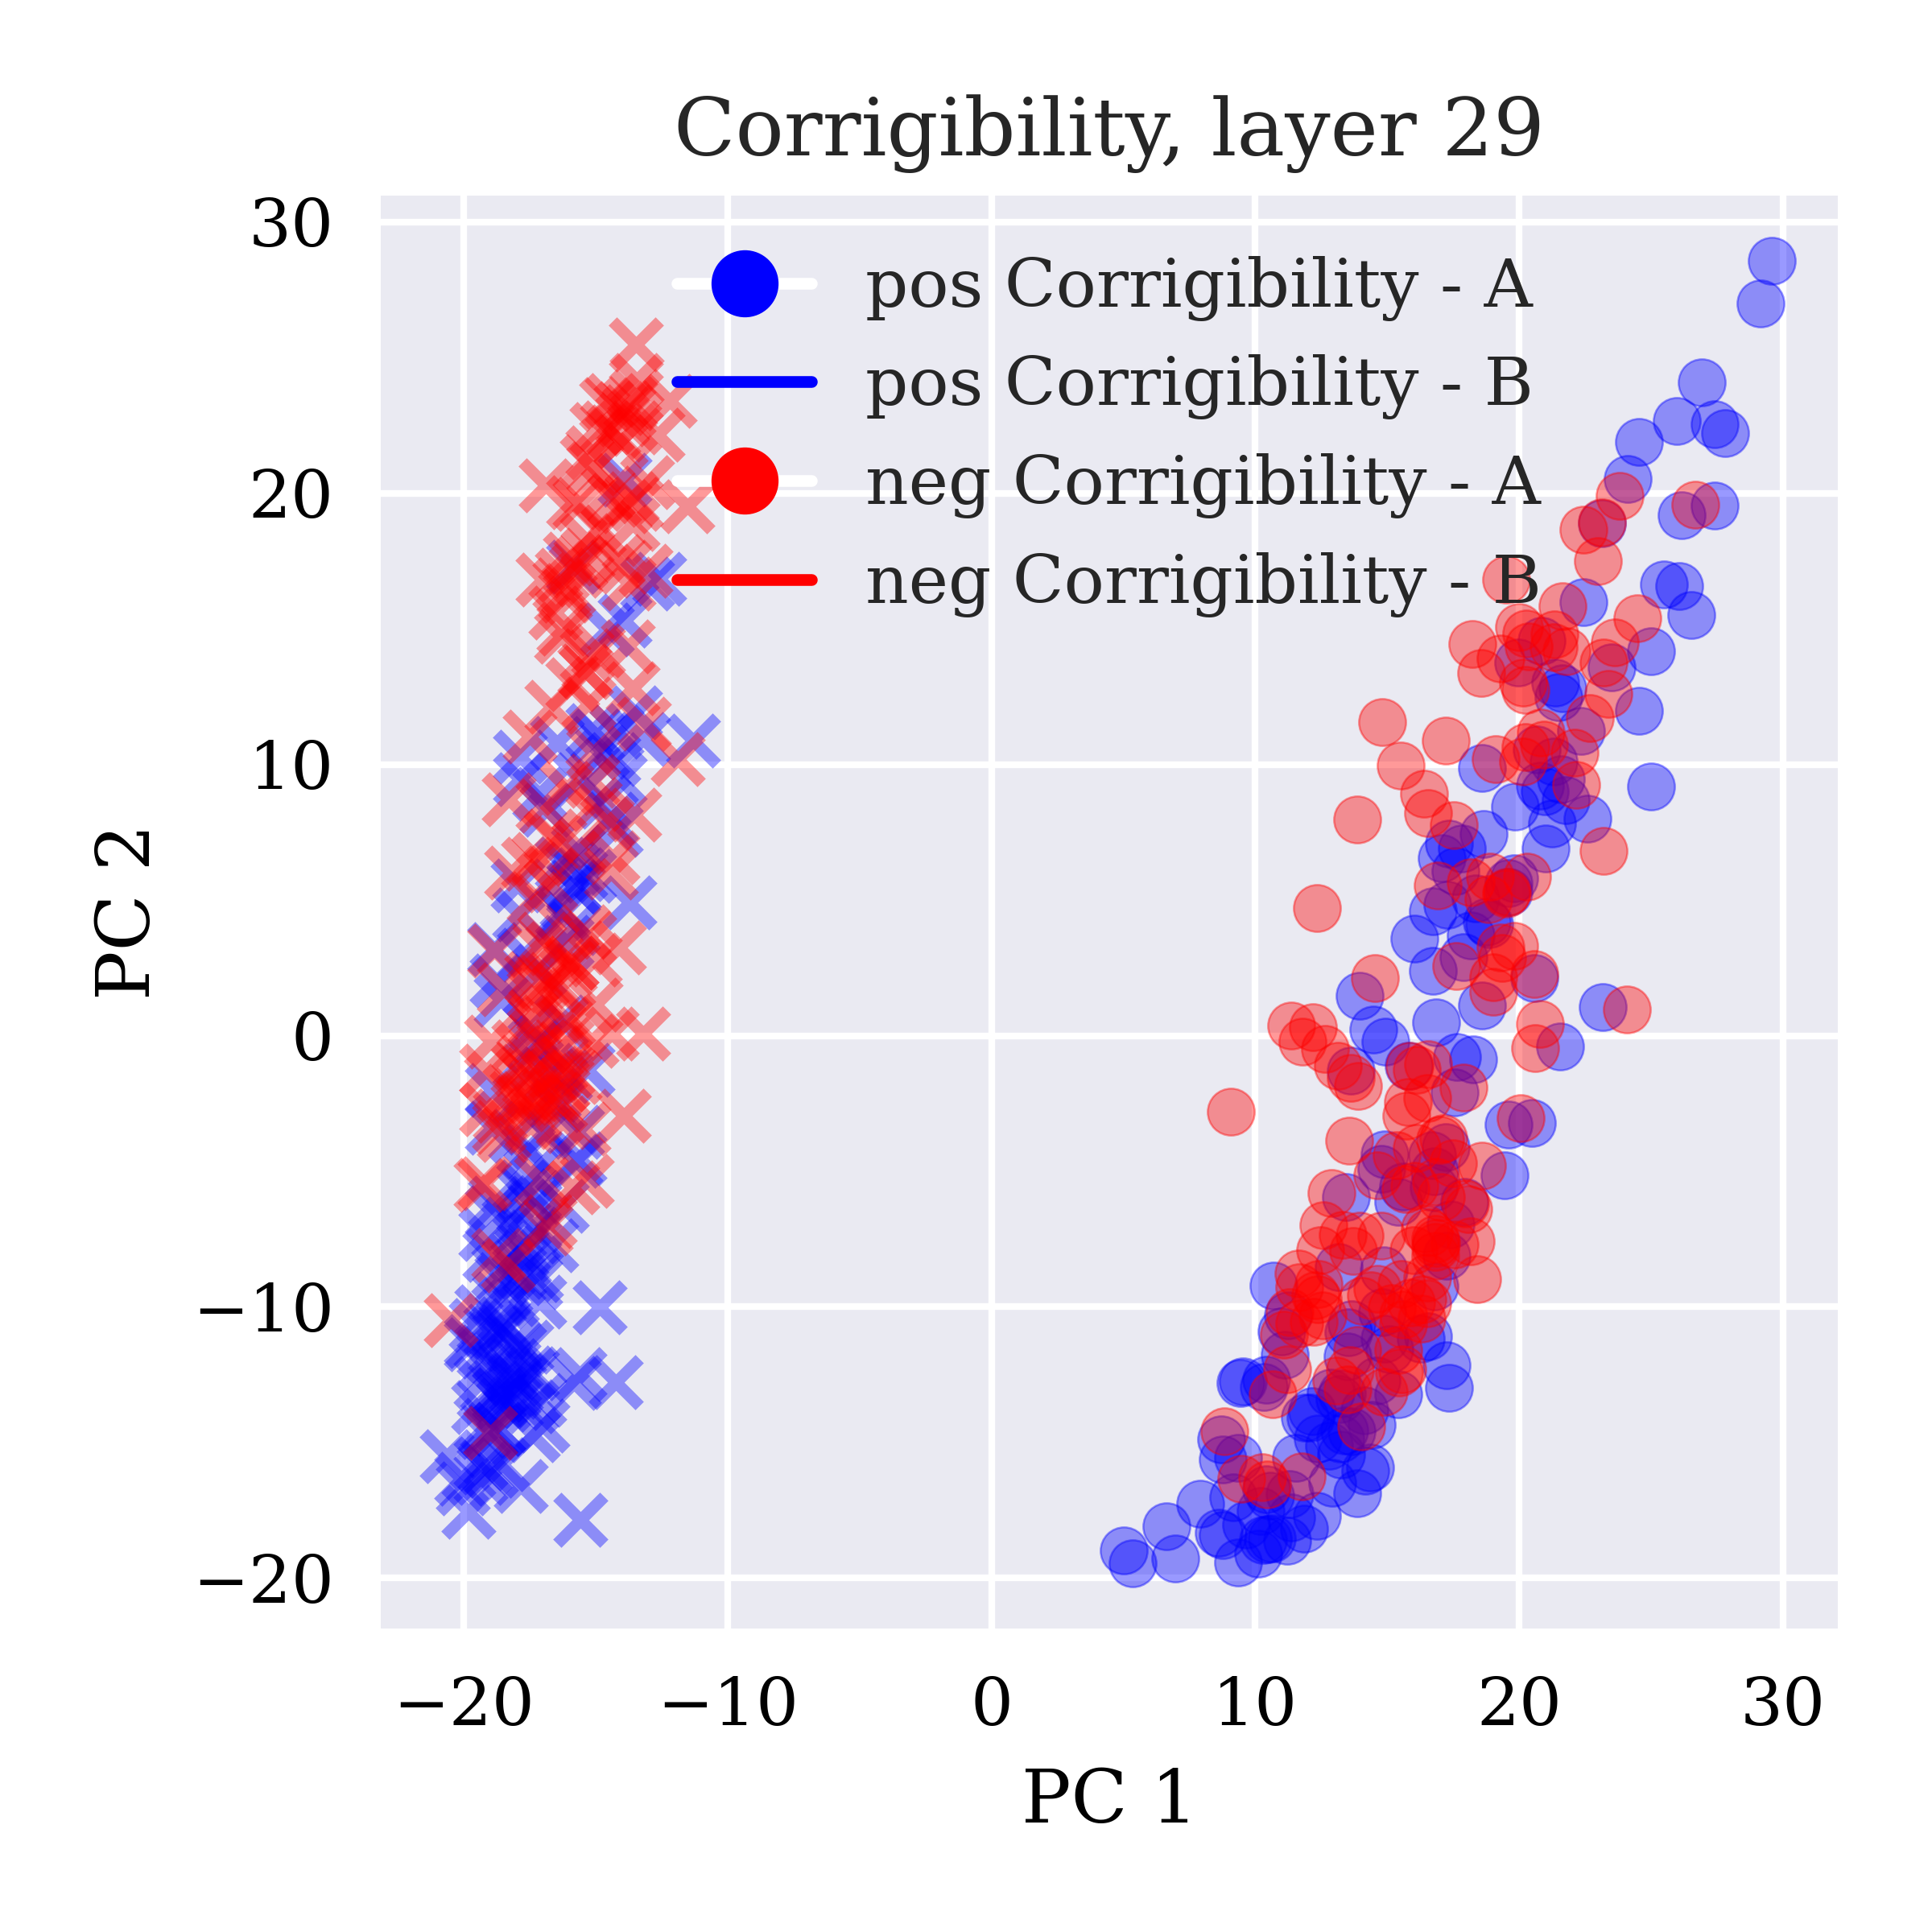 Corrigibility, layer 29
30
20
10
0
−10
−20
PC 2
pos Corrigibility - A
pos Corrigibility - B
neg Corrigibility - A
neg Corrigibility - B
−20 −10 0 10 20 30
PC 1